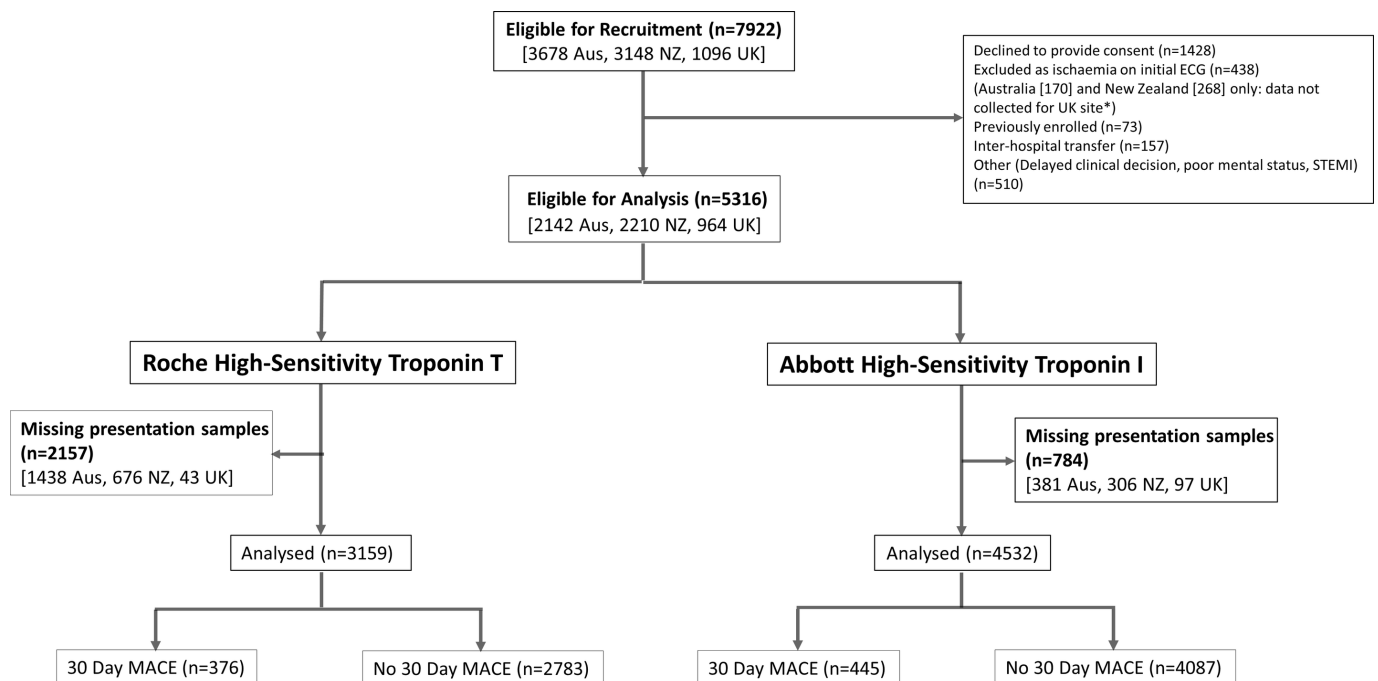 Eligible for Recruitment (n=7922)
[3678 Aus, 3148 NZ, 1096 UK]
Declined to provide consent (n=1428)
Excluded as ischaemia on initial ECG (n=438)
(Australia [170] and New Zealand [268] only: data not
collected for UK site*)
Previously enrolled (n=73)
Inter-hospital transfer (n=157)
Other (Delayed clinical decision, poor mental status, STEMI)
(n=510)
Eligible for Analysis (n=5316)
[2142 Aus, 2210 NZ, 964 UK]
Roche High-Sensitivity Troponin T
Abbott High-Sensitivity Troponin I
Missing presentation samples
(n=2157)
[1438 Aus, 676 NZ, 43 UK]
Missing presentation samples
(n=784)
[381 Aus, 306 NZ, 97 UK]
Analysed (n=3159)
Analysed (n=4532)
30 Day MACE (n=376)
No 30 Day MACE (n=2783)
30 Day MACE (n=445)
No 30 Day MACE (n=4087)